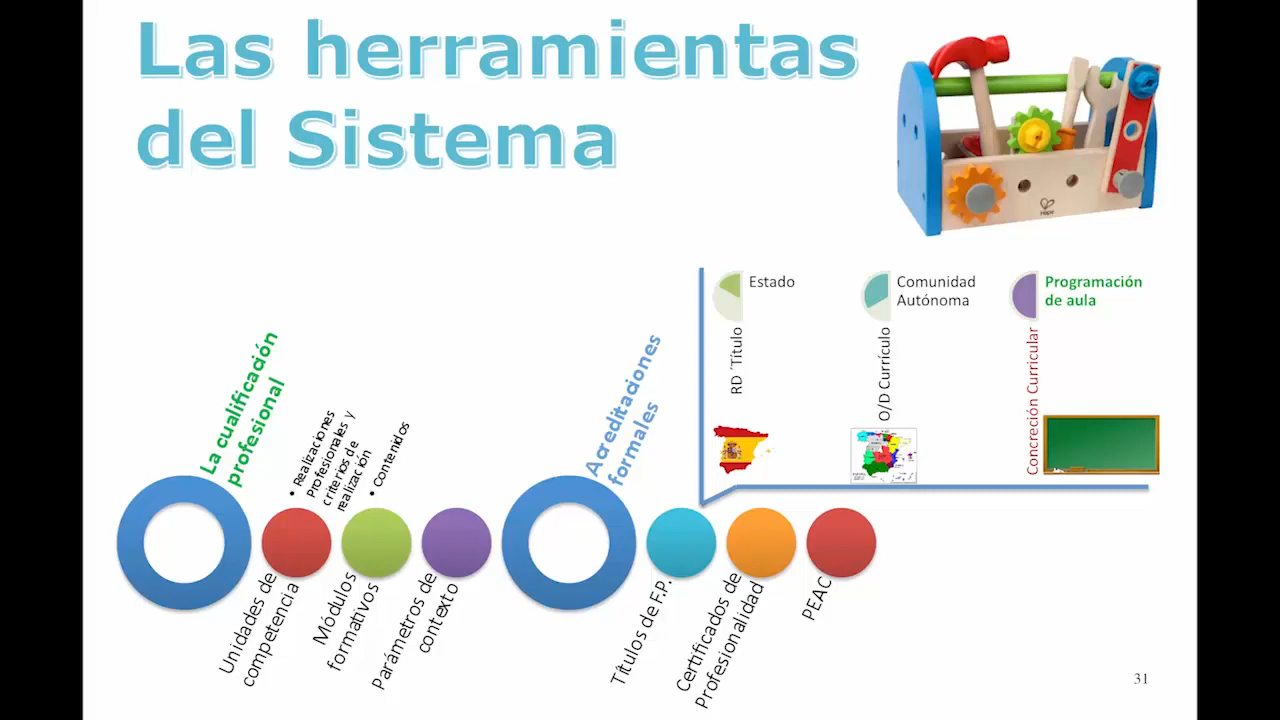 Las herramientas
del Sistema
Hape
Estado
RD ´Título
Comunidad
Autónoma
O/D Currículo
Programación
de aula
Concreción Curricular
La cualificación
profesional
• Realizaciones
Profesionales y
criterios de
realización
• Contenidos
Acreditaciones
formales
Unidades de
competencia
Módulos
formativos
Parámetros de
contexto
Títulos de F.P.
Certificados de
Profesionalidad
PEAC
31